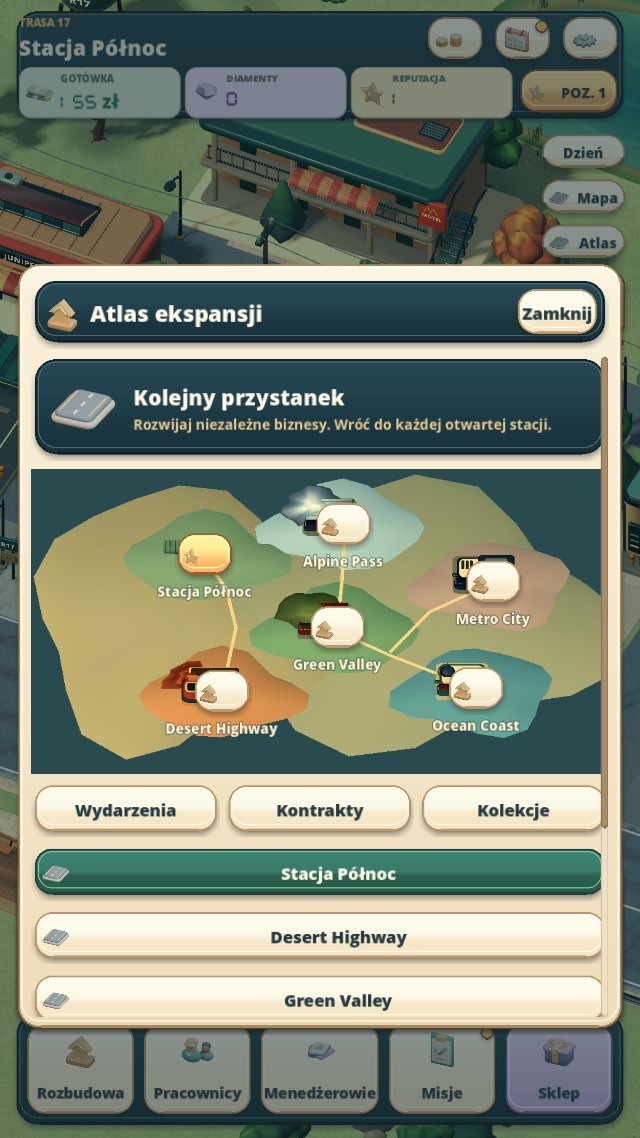 TRASA 17
Stacja Północ
GOTÓWKA
155 zł
DIAMENTY
0
REPUTACJA
1
POZ. 1
Dzień
Mapa
Atlas
MOTEL
Atlas ekspansji
Zamknij
Kolejny przystanek
Rozwijaj niezależne biznesy. Wróć do każdej otwartej stacji.
Alpine Pass
Stacja Północ
Metro City
Green Valley
Desert Highway
Ocean Coast
Wydarzenia
Kontrakty
Kolekcje
Stacja Północ
Desert Highway
Green Valley
Rozbudowa
Pracownicy
Menedżerowie
Misje
Sklep